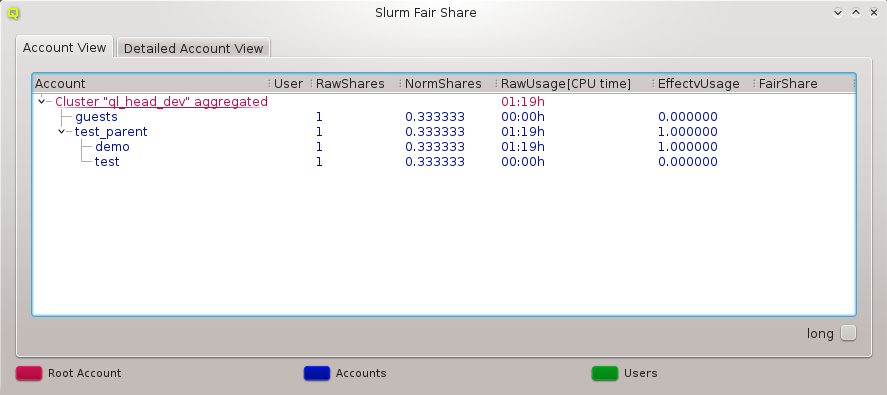 Slurm Fair Share
Account View Detailed Account View
Account User RawShares NormShares RawUsage[CPU time] EffectvUsage FairShare
Cluster "ql_head_dev" aggregated 01:19h
guests 1 0.333333 00:00h 0.000000
test_parent 1 0.333333 01:19h 1.000000
demo 1 0.333333 01:19h 1.000000
test 1 0.333333 00:00h 0.000000
long
Root Account Accounts Users